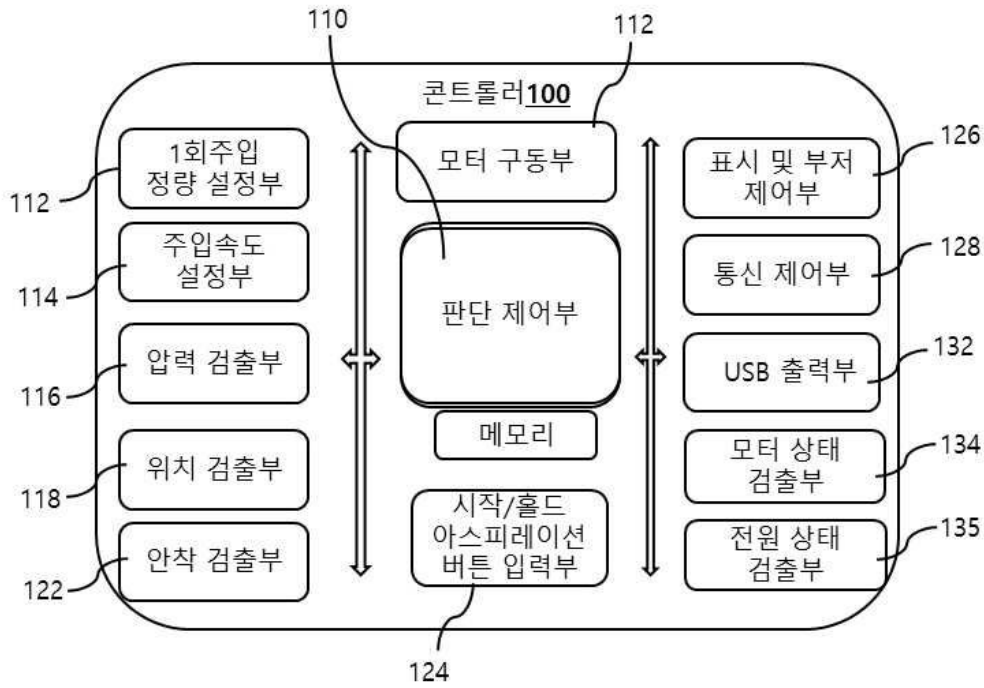 110
112
콘트롤러100
1회주입
정량 설정부
112
주입속도
설정부
114
압력 검출부
116
위치 검출부
118
안착 검출부
122
모터 구동부
판단 제어부
메모리
시작/홀드
아스피레이션
버튼 입력부
124
표시 및 부저
제어부
126
통신 제어부
128
USB 출력부
132
모터 상태
검출부
134
전원 상태
검출부
135